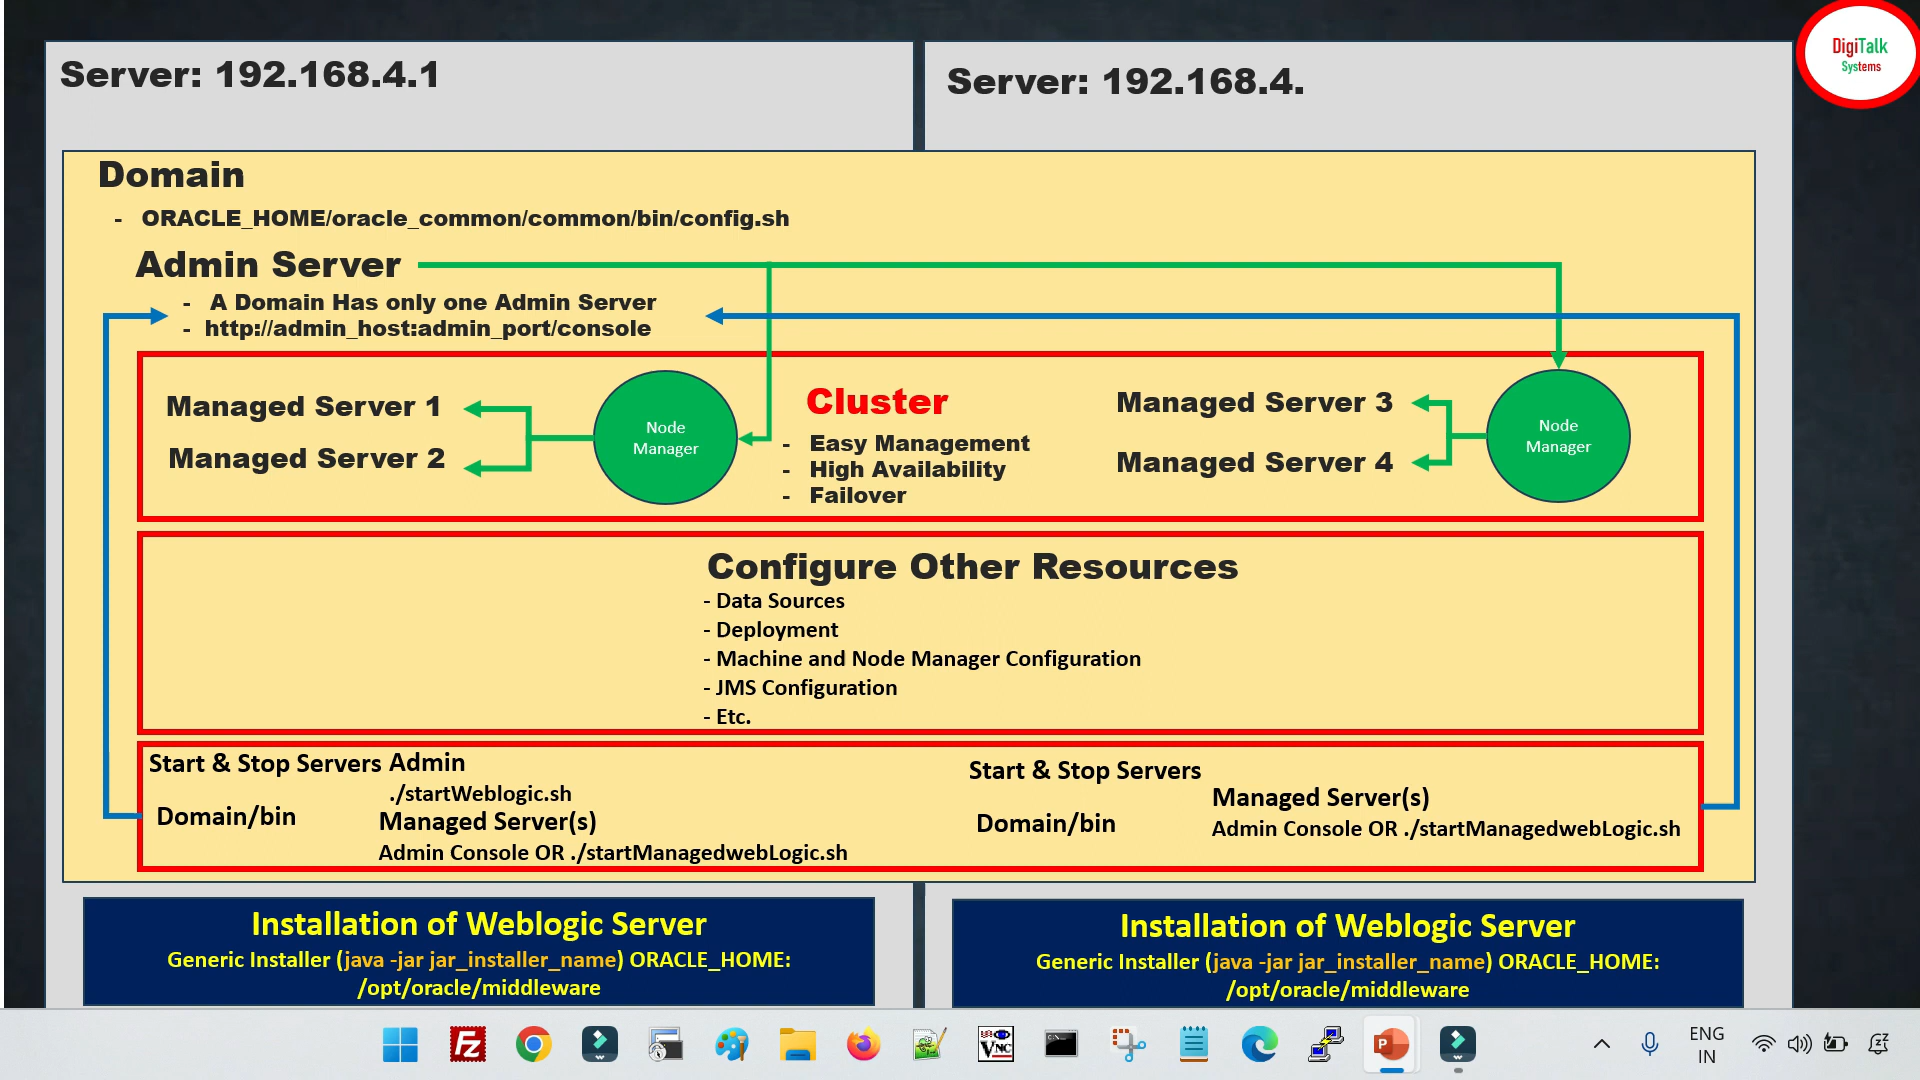 Server: 192.168.4.1
Server: 192.168.4.
DigiTalk
Systems
Domain
- ORACLE_HOME/oracle_common/common/bin/config.sh
Admin Server
- A Domain Has only one Admin Server
- http://admin_host:admin_port/console
Managed Server 1
Managed Server 2
Node
Manager
Cluster
- Easy Management
- High Availability
- Failover
Managed Server 3
Managed Server 4
Node
Manager
Configure Other Resources
- Data Sources
- Deployment
- Machine and Node Manager Configuration
- JMS Configuration
- Etc.
Start & Stop Servers
Domain/bin
Admin
./startWeblogic.sh
Managed Server(s)
Admin Console OR ./startManagedwebLogic.sh
Start & Stop Servers
Domain/bin
Managed Server(s)
Admin Console OR ./startManagedwebLogic.sh
Installation of Weblogic Server
Generic Installer (java -jar jar_installer_name) ORACLE_HOME:
/opt/oracle/middleware
Installation of Weblogic Server
Generic Installer (java -jar jar_installer_name) ORACLE_HOME:
/opt/oracle/middleware
Fz
VNC
P
ENG
IN